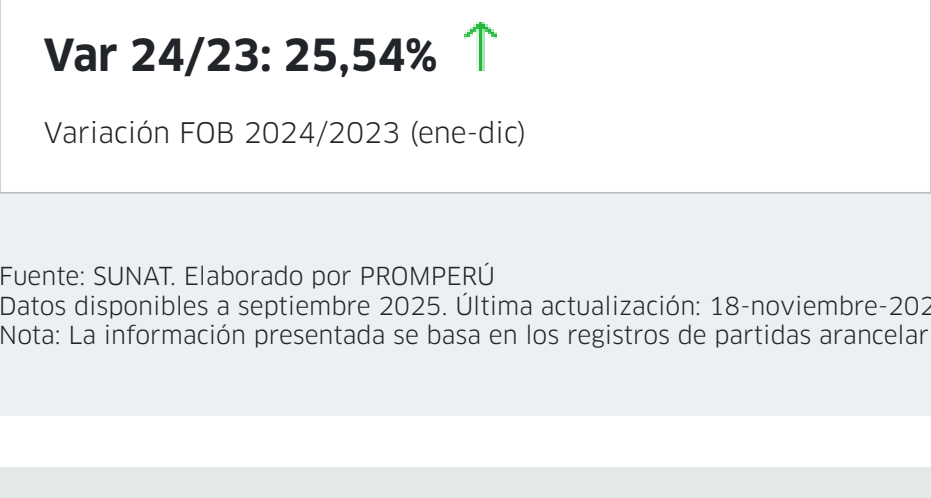 Var 24/23: 25,54%
Variación FOB 2024/2023 (ene-dic)
Fuente: SUNAT. Elaborado por PROMPERÚ
Datos disponibles a septiembre 2025. Última actualización: 18-noviembre-202
Nota: La información presentada se basa en los registros de partidas arancelar